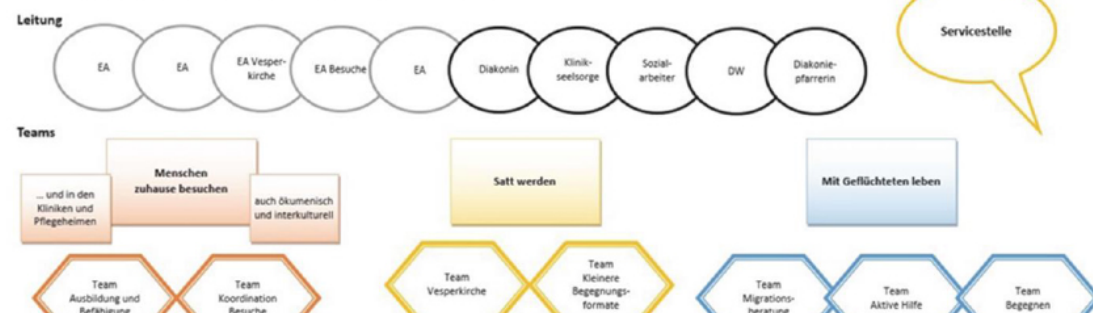 Leitung
Servicestelle
EA
EA
EA Vesper-
kirche
EA Besuche
EA
Diakonin
Klinik-
seelsorge
Sozial-
arbeiter
DW
Diakonie-
pfarrerin
Teams
Menschen
zuhause besuchen
... und in den
Kliniken und
Pflegeheimen
auch ökumenisch
und interkulturell
Satt werden
Mit Geflüchteten leben
Team
Ausbildung und
Befähigung
Team
Koordination
Besuche
Team
Vesperkirche
Team
Kleinere
Begegnungs-
formate
Team
Migrations-
beratung
Team
Aktive Hilfe
Team
Begegnen